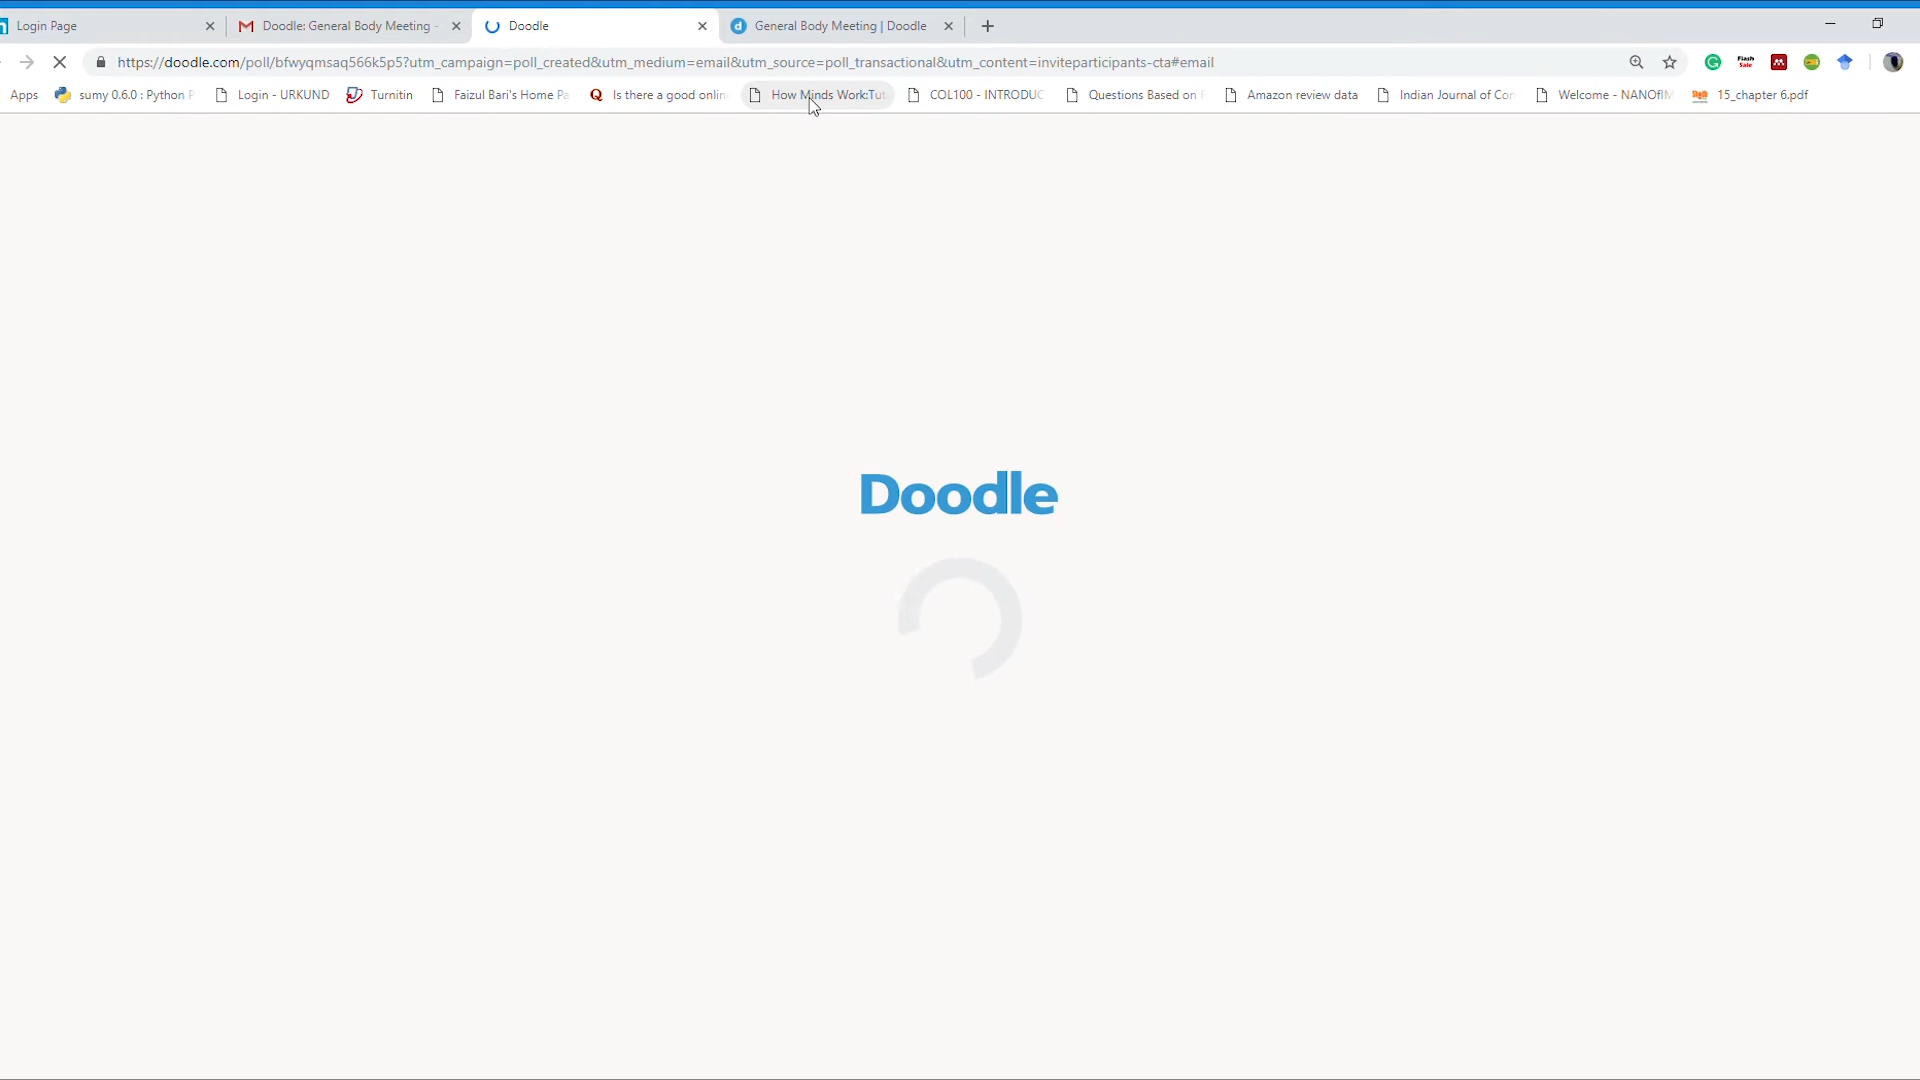 Login Page
Doodle: General Body Meeting -
Doodle
General Body Meeting | Doodle
https://doodle.com/poll/bfwyqmsaq566k5p5?utm_campaign=poll_created&utm_medium=email&utm_source=poll_transactional&utm_content=inviteparticipants-cta#email
Flash Sale
Apps
sumy 0.6.0 : Python P
Login - URKUND
Turnitin
Faizul Bari's Home Pa
Is there a good onlin
How Minds Work:Tut
COL100 - INTRODUC
Questions Based on
Amazon review data
Indian Journal of Con
Welcome - NANOfIM
15_chapter 6.pdf
Doodle